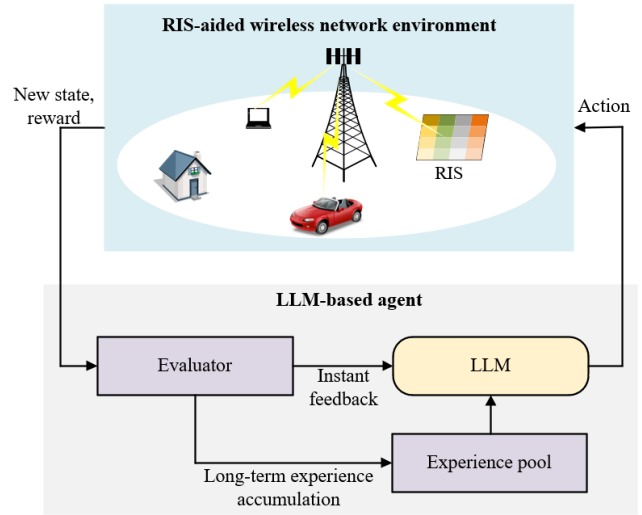 RIS-aided wireless network environment
New state,
reward
Action
RIS
LLM-based agent
Evaluator
Instant
feedback
LLM
Long-term experience
accumulation
Experience pool